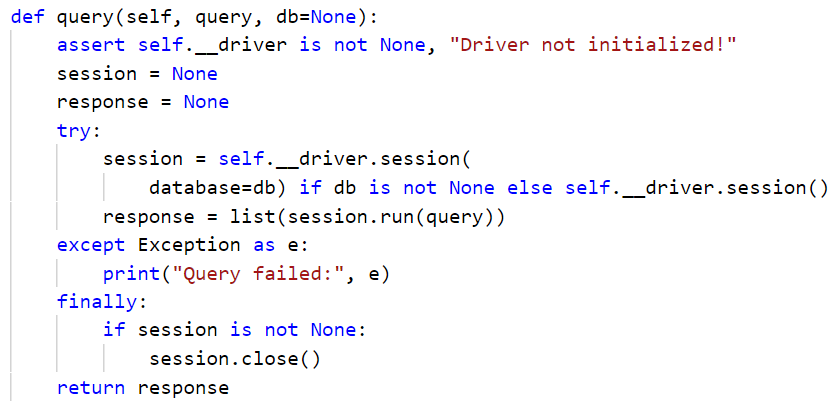 def query(self, query, db=None):
    assert self.__driver is not None, "Driver not initialized!"
    session = None
    response = None
    try:
        session = self.__driver.session(
            database=db) if db is not None else self.__driver.session()
        response = list(session.run(query))
    except Exception as e:
        print("Query failed:", e)
    finally:
        if session is not None:
            session.close()
    return response